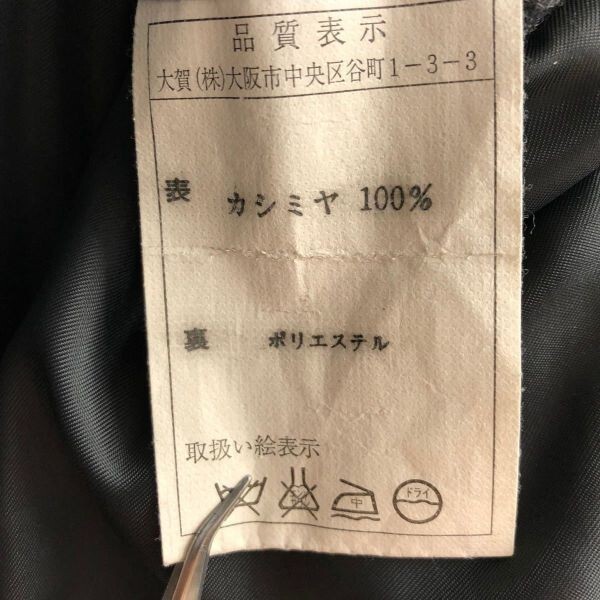 品質表示
大賀(株)大阪市中央区谷町1-3-3
表 カシミヤ 100%
裏 ポリエステル
取扱い絵表示
中 ドライ